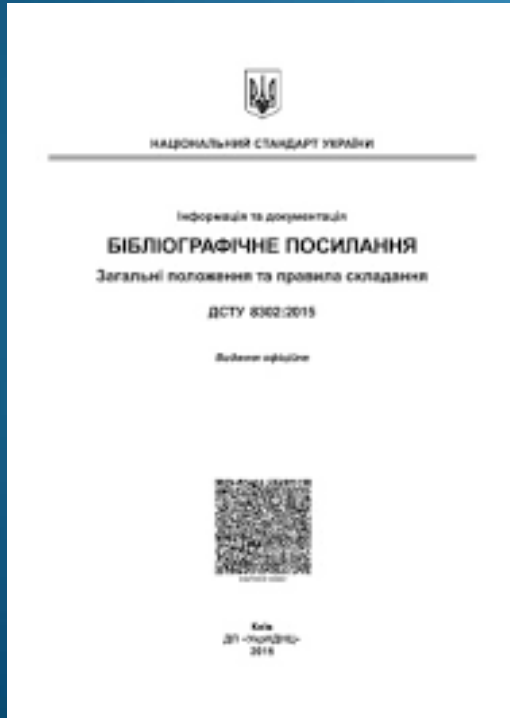 НАЦІОНАЛЬНИЙ СТАНДАРТ УКРАЇНИ
Інформація та документація
БІБЛІОГРАФІЧНЕ ПОСИЛАННЯ
Загальні положення та правила складання
ДСТУ 8302:2015
Видання офіційне
Київ
ДП «УкрНДНЦ»
2016